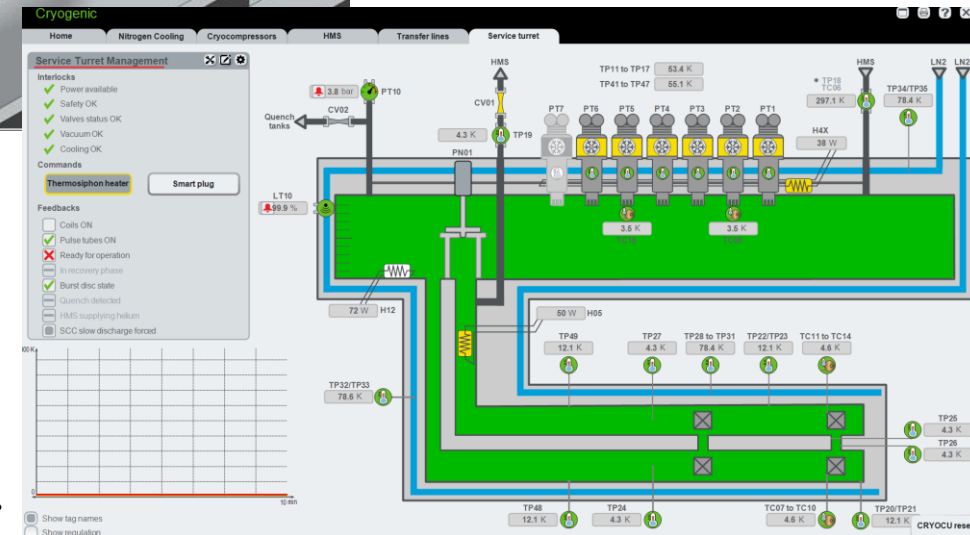 Cryogenic
Home Nitrogen Cooling Cryocompressors HMS Transfer lines Service turret
Service Turret Management
Interlocks
Power available
Safety OK
Valves status OK
Vacuum OK
Cooling OK
Commands
Thermosiphon heater Smart plug
Feedbacks
Coils ON
Pulse tubes ON
Ready for operation
In recovery phase
Burst disc state
Quench detected
HMS supplying helium
SCC slow discharge forced
0
10 mn
Show tag names
Show regulation
HMS TP11 to TP17 53.4 K HMS LN2 LN2
TP41 to TP47 55.1 K
TP18
TC06
297.1 K
TP34/TP35
78.4 K
3.8 bar PT10
CV02 CV01
Quench
tanks
4.3 K TP19
PT7 PT6 PT5 PT4 PT3 PT2 PT1
H4X
38 W
PN01
LT10
99.9 %
3.6 K 3.6 K
72 W H12
50 W H05
TP49 TP27 TP28 to TP31 TP22/TP23 TC11 to TC14
12.1 K 4.3 K 78.4 K 12.1 K 4.6 K
TP32/TP33
78.6 K
TP25
4.3 K
TP26
4.3 K
TP48 TP24 TC07 to TC10 TP20/TP21
12.1 K 4.3 K 4.6 K 12.1 K
CRYOCU rese